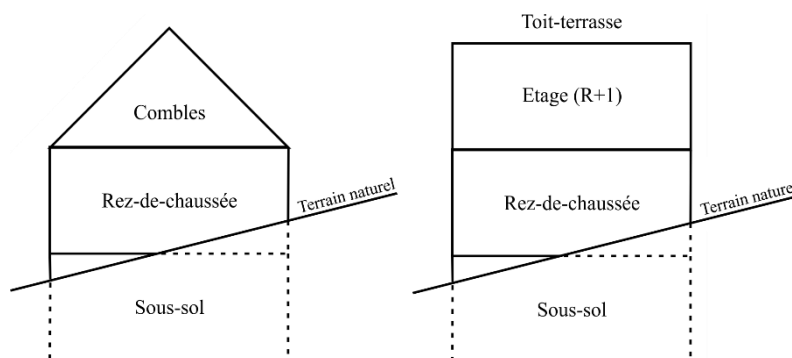 Combles
Rez-de-chaussée
Terrain naturel
Sous-sol
Toit-terrasse
Etage (R+1)
Rez-de-chaussée
Terrain nature
Sous-sol